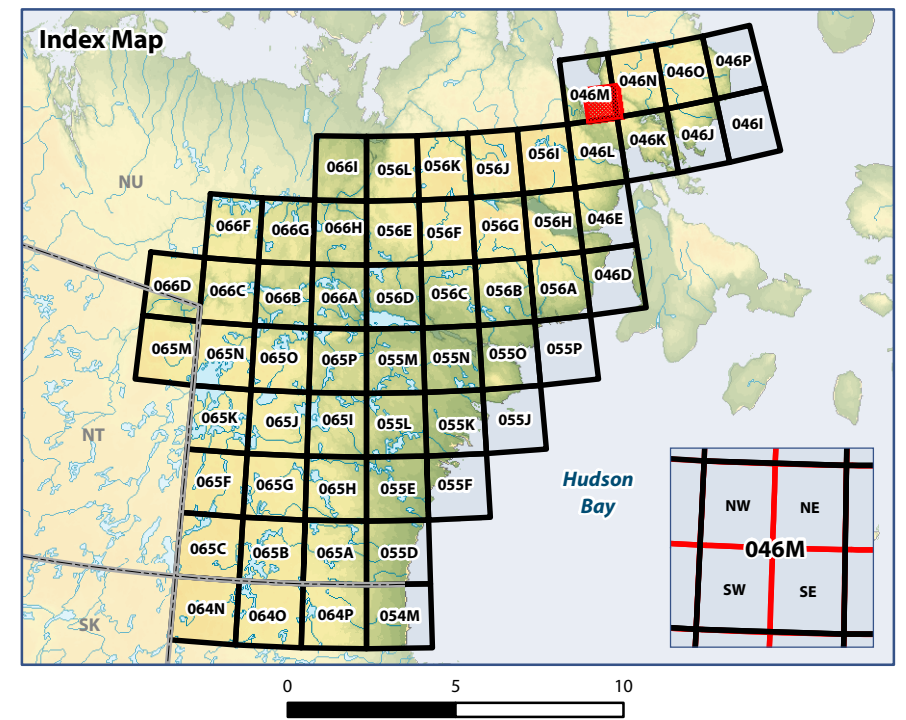 Index Map
046P
046O
046N
046M
046I
046J
046K
046L
056I
056J
056K
056L
066I
NU
046E
056H
056G
056F
056E
066H
066G
066F
046D
056A
056B
056C
056D
066A
066B
066C
066D
055P
055O
055N
055M
065P
065O
065N
065M
055J
055K
055L
065I
065J
065K
NT
Hudson
Bay
055F
055E
065H
065G
065F
NW NE
046M
SW SE
055D
065A
065B
065C
054M
064P
064O
064N
SK
0 5 10